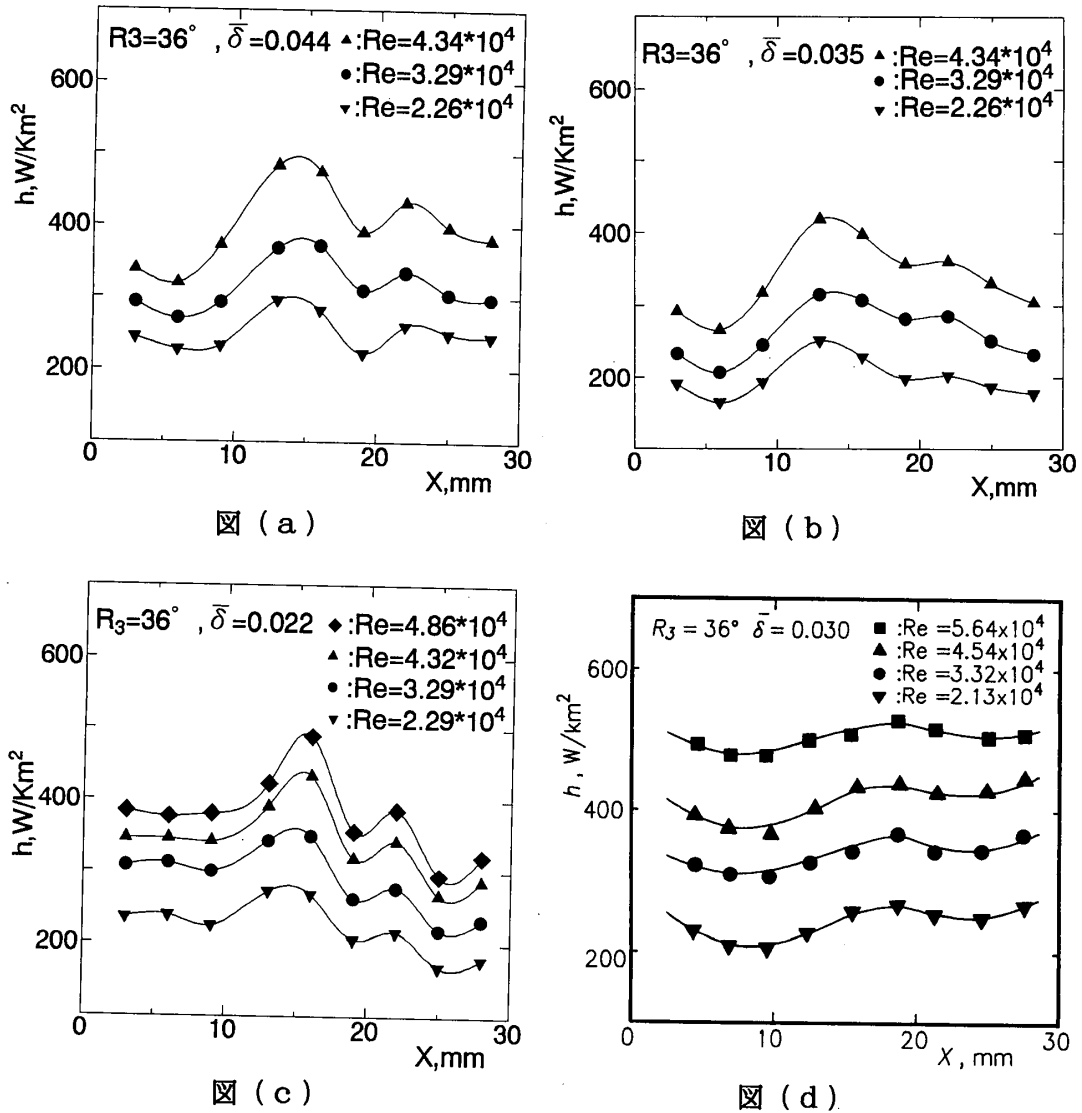 R3=36° , δ̅=0.044 ▲:Re=4.34*10⁴
●:Re=3.29*10⁴
▼:Re=2.26*10⁴
h,W/Km²
600
400
200
0 10 20 30
X,mm
図（a）
R3=36° , δ̅=0.035 ▲:Re=4.34*10⁴
●:Re=3.29*10⁴
▼:Re=2.26*10⁴
h,W/Km²
600
400
200
0 10 20 30
X,mm
図（b）
R₃=36° , δ̅=0.022 ◆:Re=4.86*10⁴
▲:Re=4.32*10⁴
●:Re=3.29*10⁴
▼:Re=2.29*10⁴
h,W/Km²
600
400
200
0 10 20 30
X,mm
図（c）
R₃ = 36° δ̅ = 0.030 ■:Re =5.64x10⁴
▲:Re =4.54x10⁴
●:Re =3.32x10⁴
▼:Re =2.13x10⁴
h, W/km²
600
400
200
0 10 20 30
X, mm
図（d）